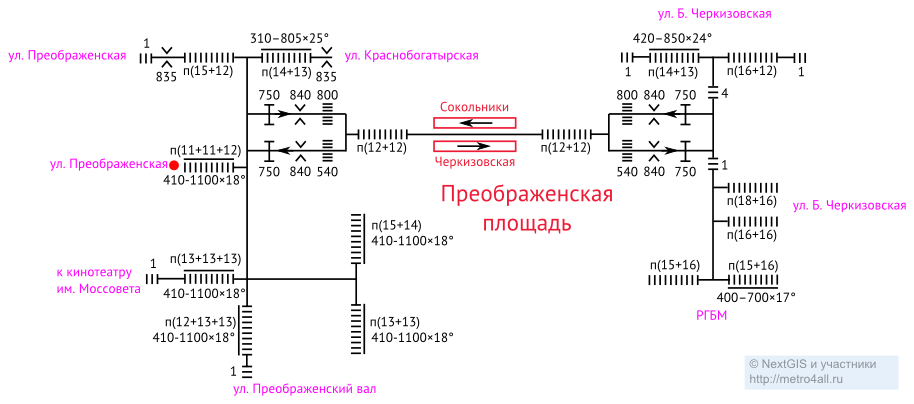 ул. Б. Черкизовская
1
310–805×25°
420–850×24°
ул. Преображенская
ул. Краснобогатырская
835
п(15+12)
п(14+13)
835
1
п(14+13)
п(16+12)
1
750
840
800
800
840
750
4
Сокольники
п(12+12)
п(12+12)
п(11+11+12)
ул. Преображенская
410-1100×18°
750
840
540
Черкизовская
540
840
750
1
Преображенская
площадь
п(18+16)
ул. Б. Черкизовская
п(16+16)
п(15+14)
410-1100×18°
к кинотеатру
им. Моссовета
1
п(13+13+13)
410-1100×18°
п(15+16)
п(15+16)
400–700×17°
РГБМ
п(12+13+13)
410-1100×18°
п(13+13)
410-1100×18°
1
ул. Преображенский вал
© NextGIS и участники
http://metro4all.ru